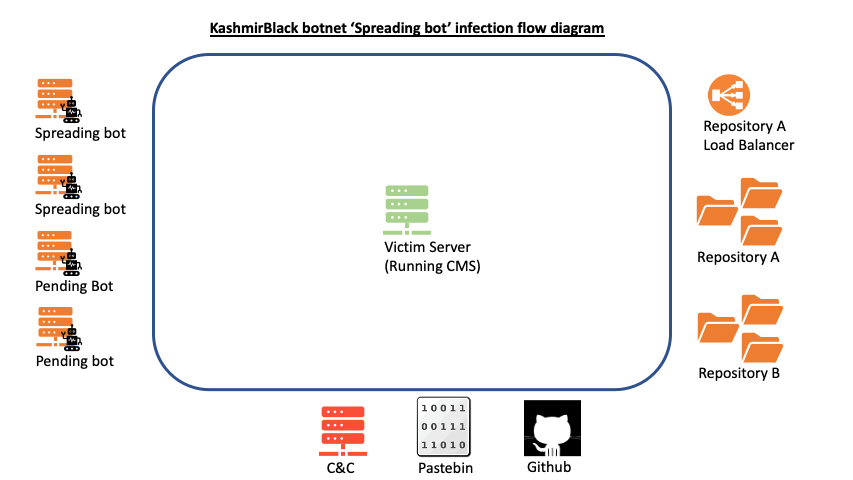 KashmirBlack botnet ‘Spreading bot’ infection flow diagram
Spreading bot
Spreading bot
Pending Bot
Pending bot
Victim Server
(Running CMS)
Repository A
Load Balancer
Repository A
Repository B
10011
00111
11010
C&C
Pastebin
Github